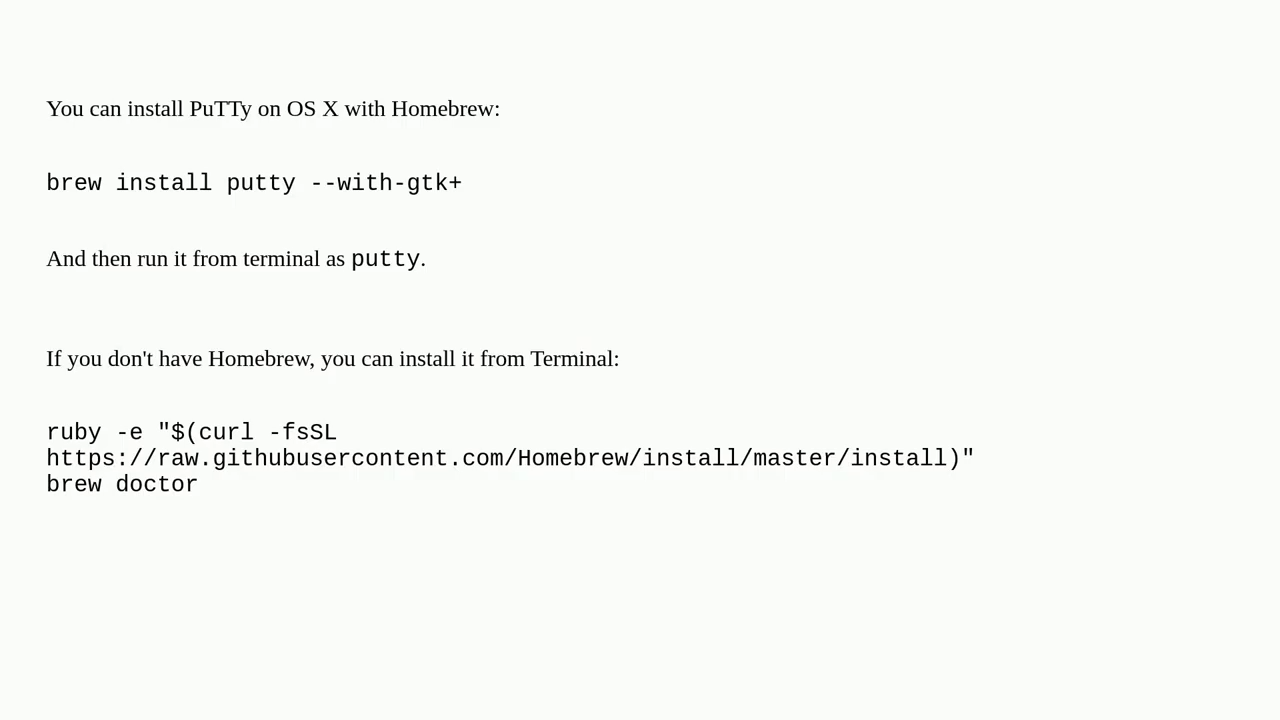 You can install PuTTy on OS X with Homebrew:
brew install putty --with-gtk+
And then run it from terminal as putty.
If you don't have Homebrew, you can install it from Terminal:
ruby -e "$(curl -fsSL
https://raw.githubusercontent.com/Homebrew/install/master/install)"
brew doctor